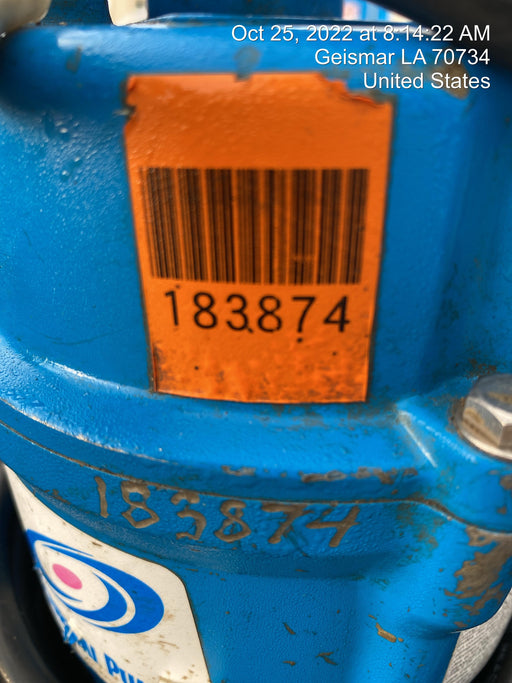 Oct 25, 2022 at 8:14:22 AM
Geismar LA 70734
United States
183874
183874